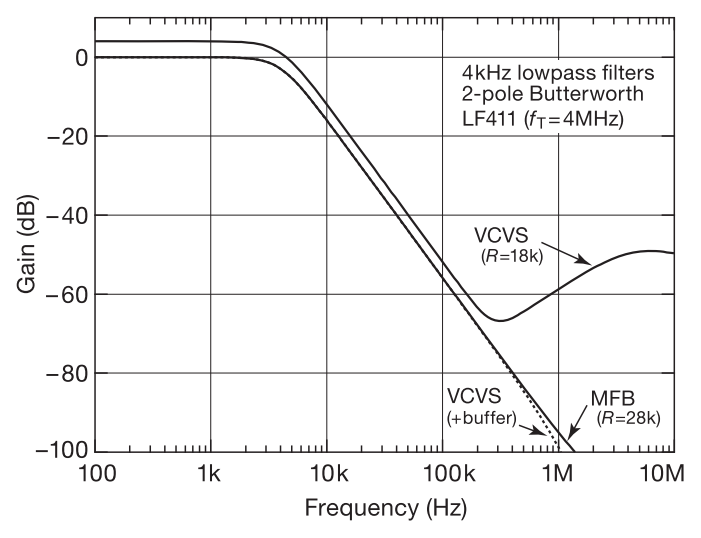 4kHz lowpass filters
2-pole Butterworth
LF411 (fT=4MHz)
0
−20
−40
−60
−80
−100
Gain (dB)
VCVS
(R=18k)
VCVS
(+buffer)
MFB
(R=28k)
100
1k
10k
100k
1M
10M
Frequency (Hz)